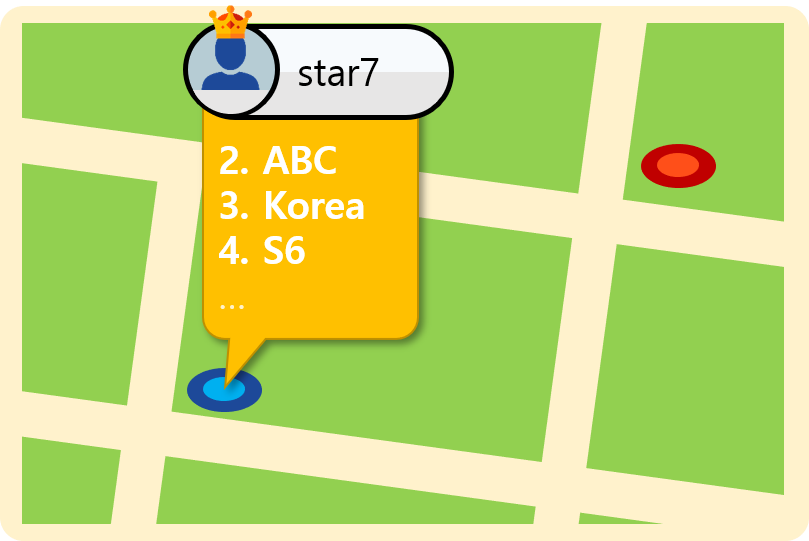 star7
2. ABC
3. Korea
4. S6
...